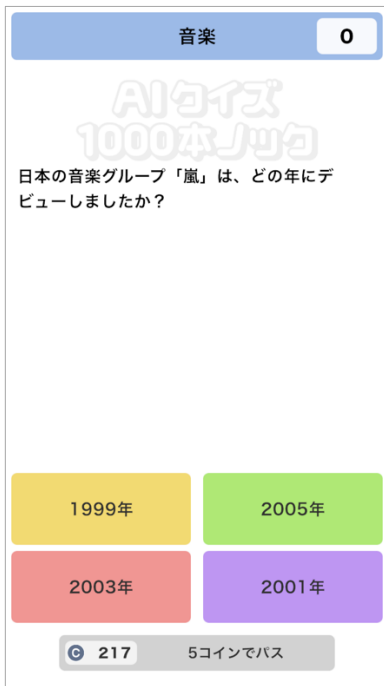 音楽
0
AIクイズ
1000本ノック
日本の音楽グループ「嵐」は、どの年にデ
ビューしましたか？
1999年
2005年
2003年
2001年
C 217 5コインでパス